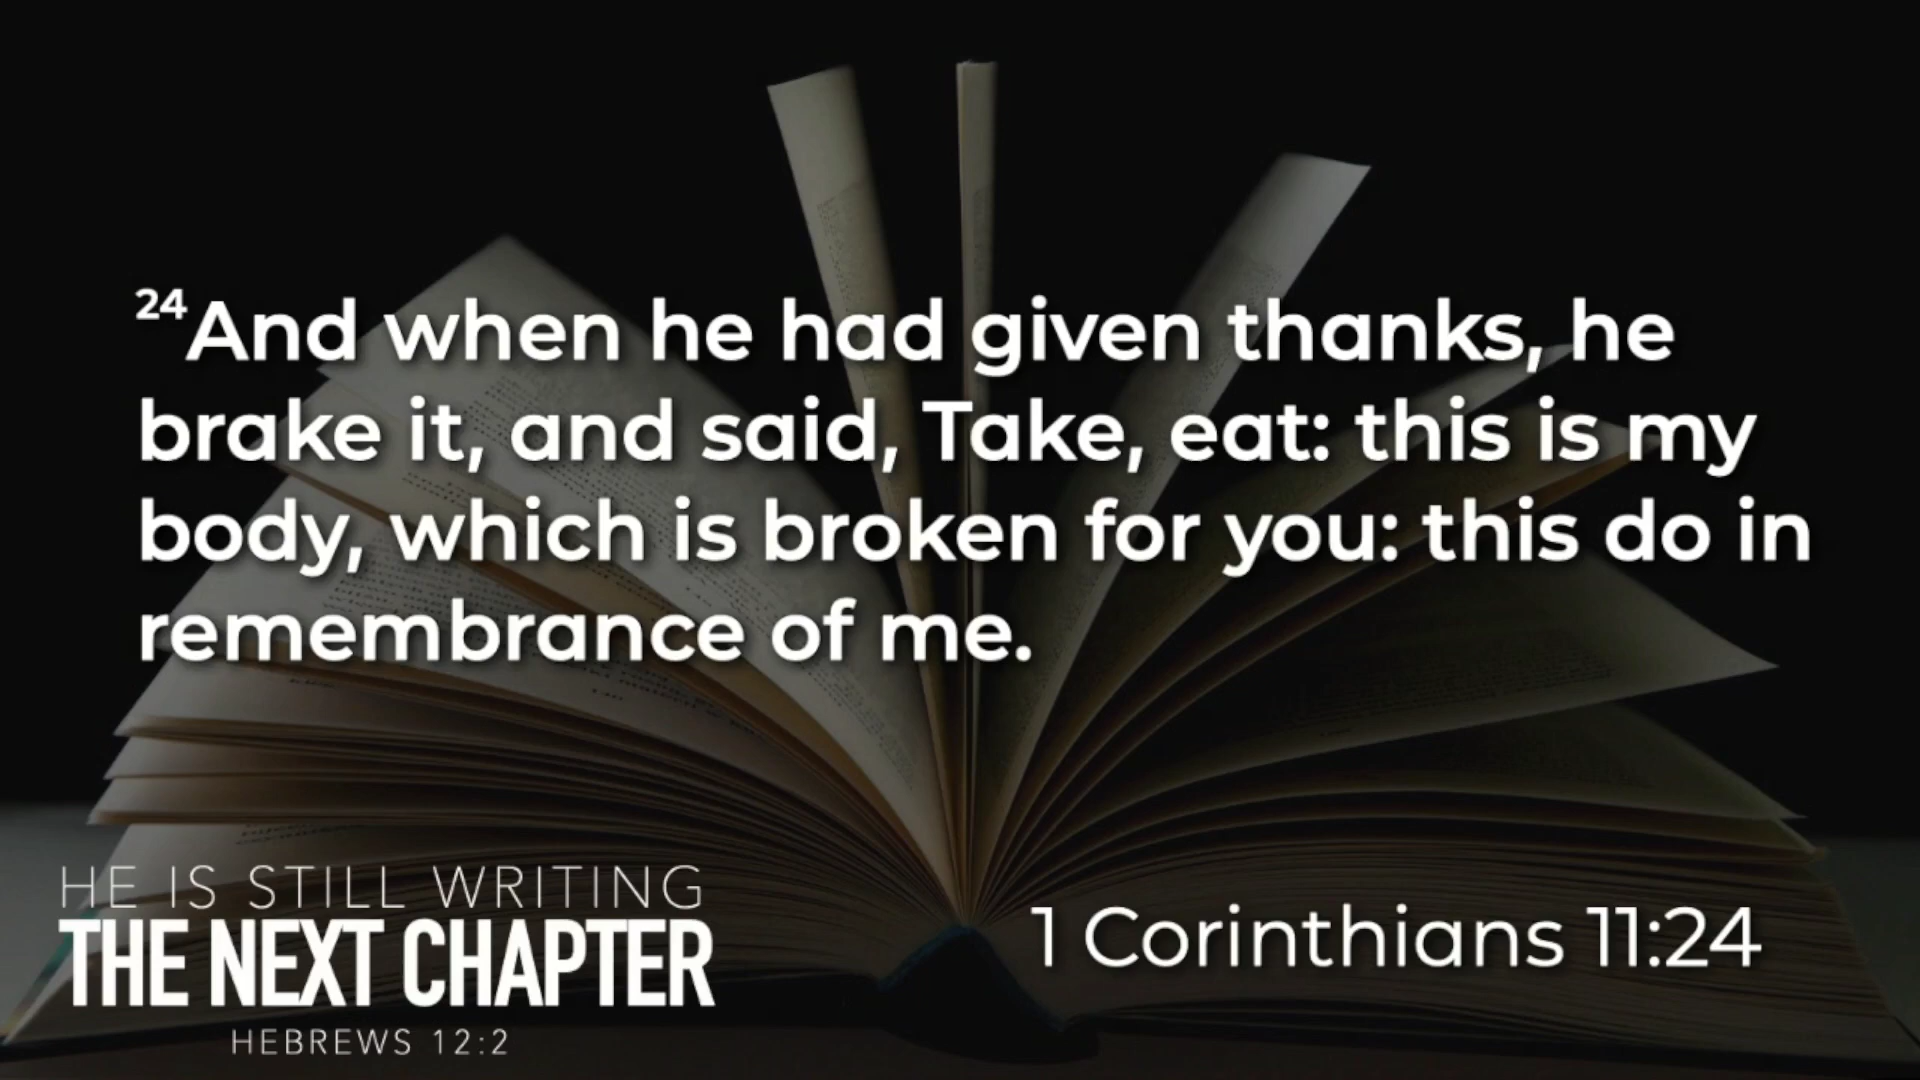 24And when he had given thanks, he
brake it, and said, Take, eat: this is my
body, which is broken for you: this do in
remembrance of me.
HE IS STILL WRITING
THE NEXT CHAPTER
HEBREWS 12:2
1 Corinthians 11:24